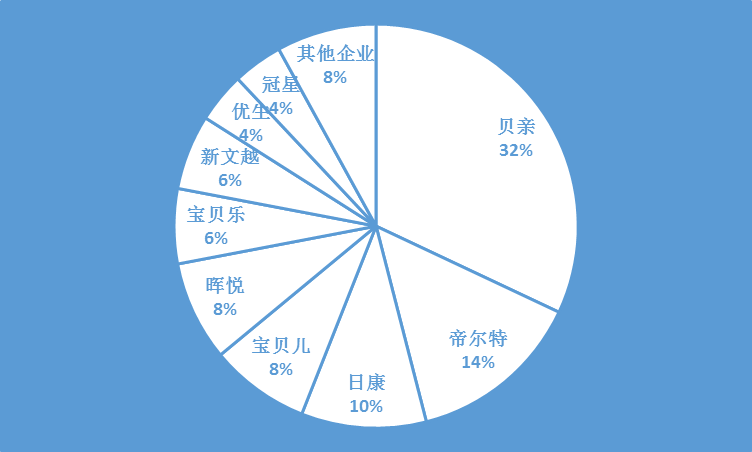 贝亲
32%
帝尔特
14%
日康
10%
宝贝儿
8%
晖悦
8%
宝贝乐
6%
新文越
6%
优生
4%
冠星
4%
其他企业
8%